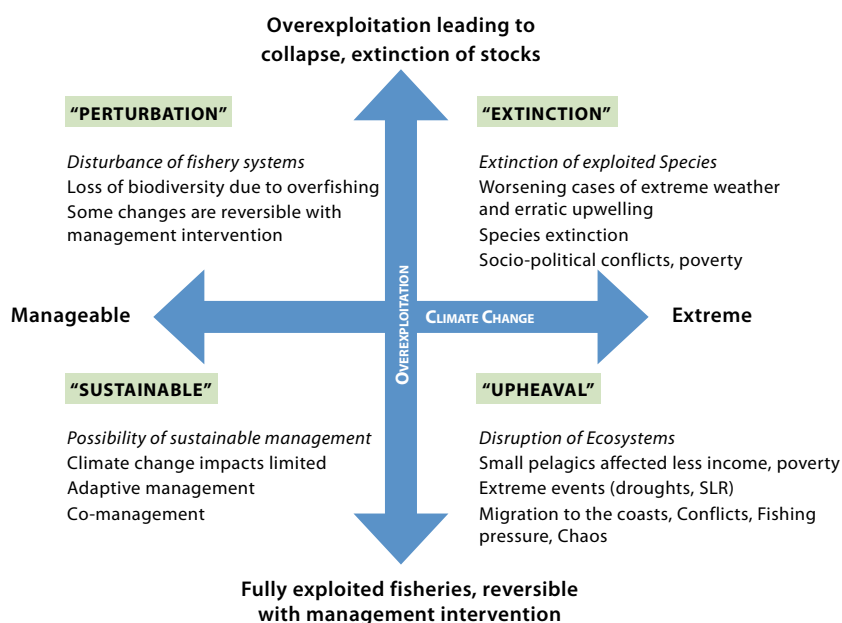 Overexploitation leading to
collapse, extinction of stocks
“PERTURBATION”
Disturbance of fishery systems
Loss of biodiversity due to overfishing
Some changes are reversible with
management intervention
“EXTINCTION”
Extinction of exploited Species
Worsening cases of extreme weather
and erratic upwelling
Species extinction
Socio-political conflicts, poverty
Manageable
OVEREXPLOITATION
CLIMATE CHANGE
Extreme
“SUSTAINABLE”
Possibility of sustainable management
Climate change impacts limited
Adaptive management
Co-management
“UPHEAVAL”
Disruption of Ecosystems
Small pelagics affected less income, poverty
Extreme events (droughts, SLR)
Migration to the coasts, Conflicts, Fishing
pressure, Chaos
Fully exploited fisheries, reversible
with management intervention